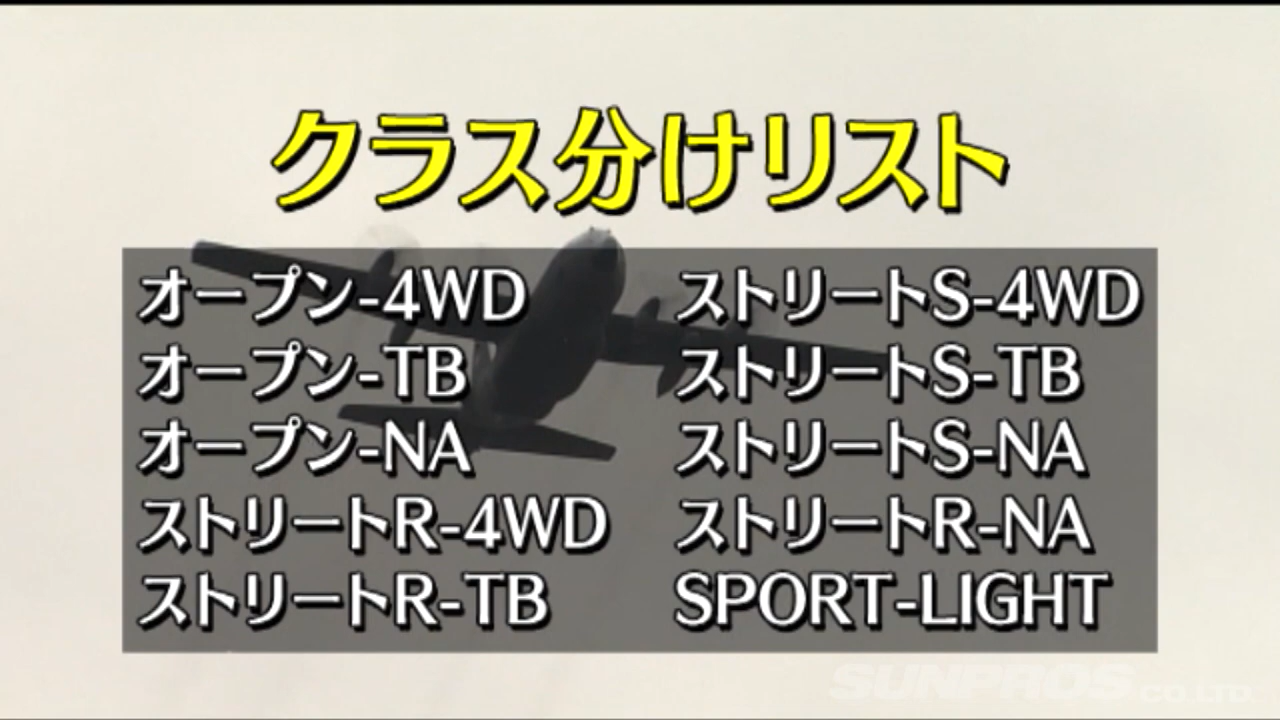 クラス分けリスト
オープン-4WD
オープン-TB
オープン-NA
ストリートR-4WD
ストリートR-TB
ストリートS-4WD
ストリートS-TB
ストリートS-NA
ストリートR-NA
SPORT-LIGHT
SUNPROS CO.LTD.